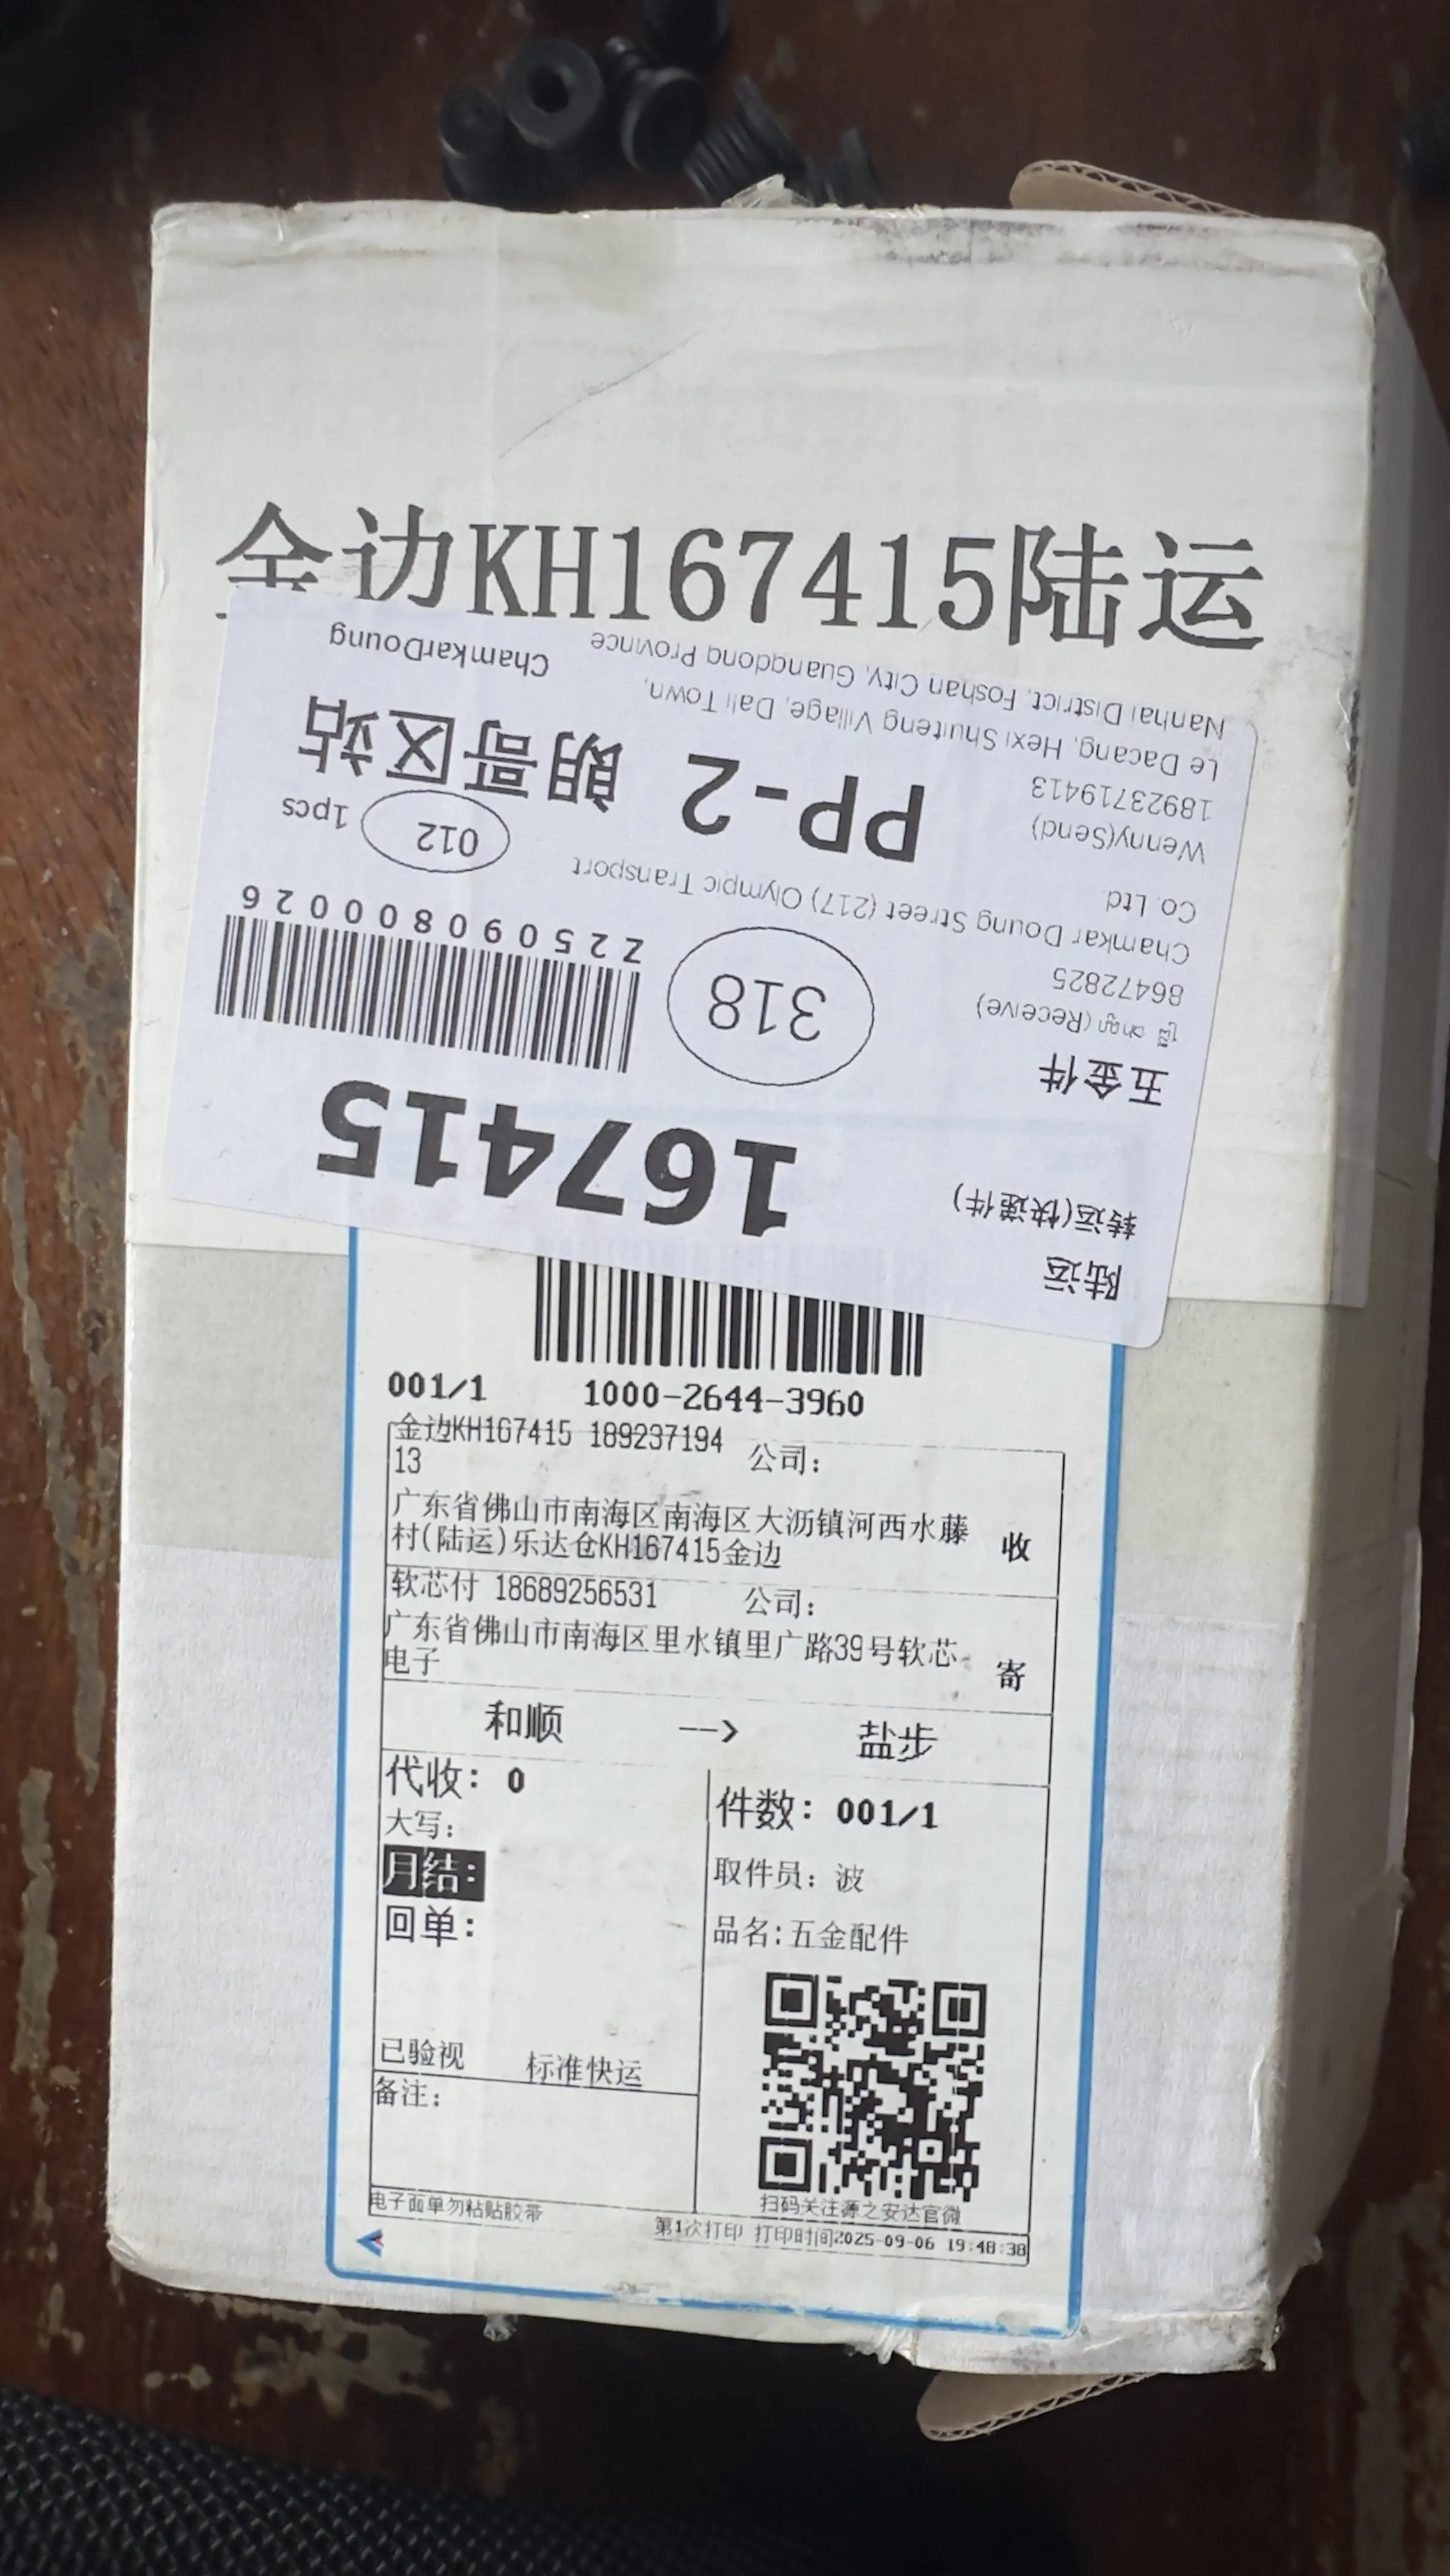 金边KH167415陆运
陆运
转运(快递件)
167415
五金件
(Receive)
86472825
318
Z25090800026
Chamkar Doung Street (217) Olympic Transport
Co. Ltd
012
1pcs
Wenny(Send)
18923719413
PP-2 朗哥区站
Le Dacang, Hexi Shuiteng Village, Dali Town,
Nanhai District, Foshan City, Guangdong Province
ChamkarDoung
001/1
1000-2644-3960
金边KH167415 189237194
13
公司:
广东省佛山市南海区南海区大沥镇河西水藤
村(陆运)乐达仓KH167415金边
收
软芯付 18689256531
公司:
广东省佛山市南海区里水镇里广路39号软芯
电子
寄
和顺 --> 盐步
代收: 0
大写:
月结:
回单:
件数: 001/1
取件员: 波
品名:五金配件
已验视 标准快运
备注:
扫码关注源之安达官微
电子面单勿粘贴胶带
第1次打印 打印时间2025-09-06 19:48:38